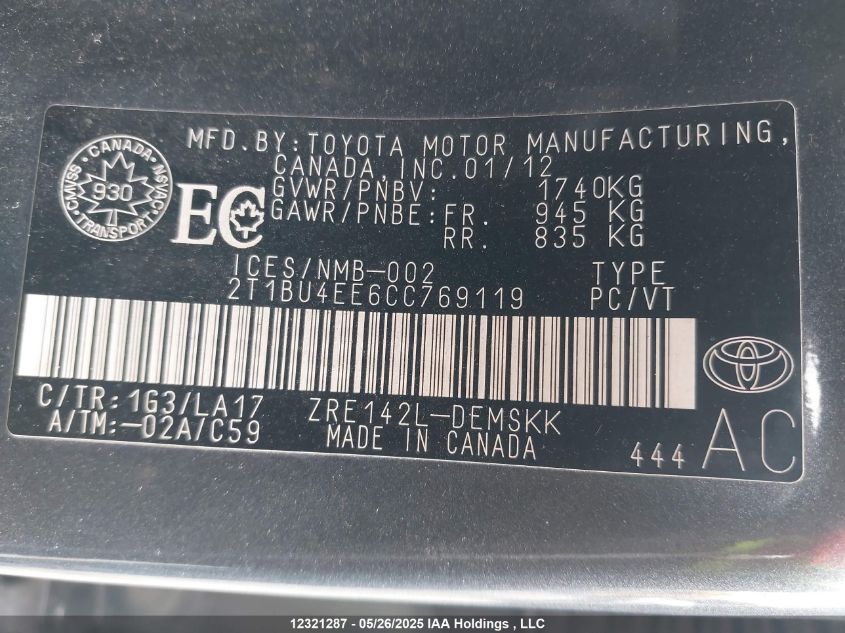 MFD.BY:TOYOTA MOTOR MANUFACTURING,
CANADA,INC.01/12
GVWR/PNBV: 1740KG
GAWR/PNBE:FR. 945 KG
RR. 835 KG
CANADA
CMVSS 930 NSVAC
TRANSPORT
EC
ICES/NMB-002 TYPE
2T1BU4EE6CC769119 PC/VT
C/TR:1G3/LA17 ZRE142L-DEMSKK
A/TM:-02A/C59 MADE IN CANADA
444 AC
12321287 - 05/26/2025 IAA Holdings , LLC